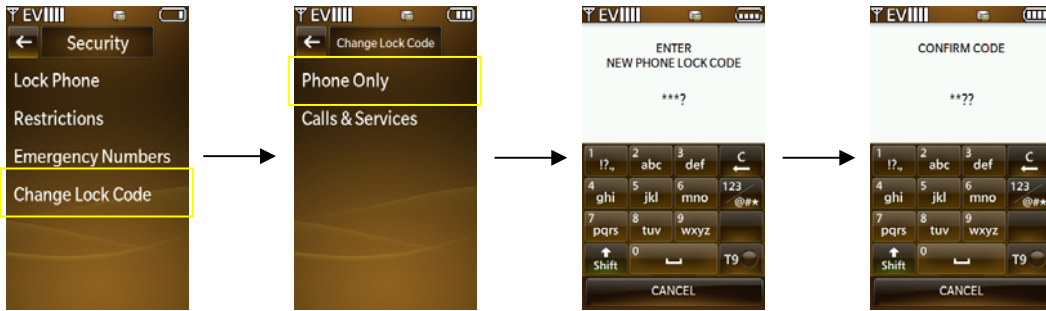 EV
Security
Lock Phone
Restrictions
Emergency Numbers
Change Lock Code
EV
Change Lock Code
Phone Only
Calls & Services
EV
ENTER
NEW PHONE LOCK CODE
***?
1 !?., 2 abc 3 def C
4 ghi 5 jkl 6 mno 123 @#*
7 pqrs 8 tuv 9 wxyz
Shift 0 T9
CANCEL
EV
CONFIRM CODE
**??
1 !?., 2 abc 3 def C
4 ghi 5 jkl 6 mno 123 @#*
7 pqrs 8 tuv 9 wxyz
Shift 0 T9
CANCEL